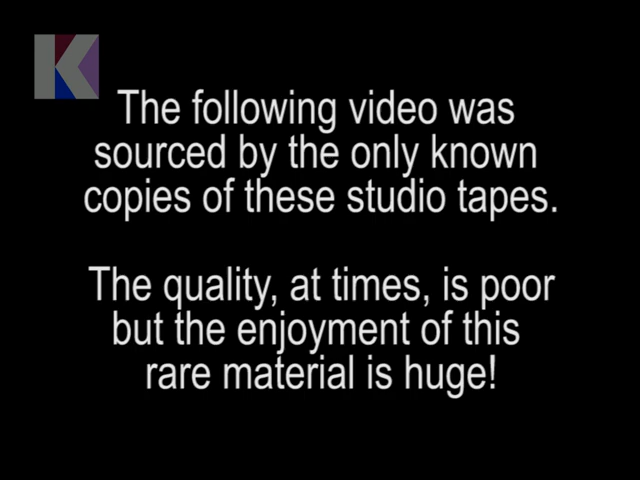 K
The following video was
sourced by the only known
copies of these studio tapes.
The quality, at times, is poor
but the enjoyment of this
rare material is huge!